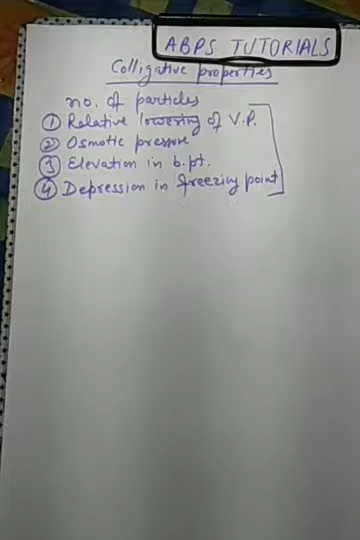 ABPS TUTORIALS
Colligative properties
no. of particles
① Relative lowering of V.P.
② Osmotic pressure
③ Elevation in b.pt.
④ Depression in freezing point